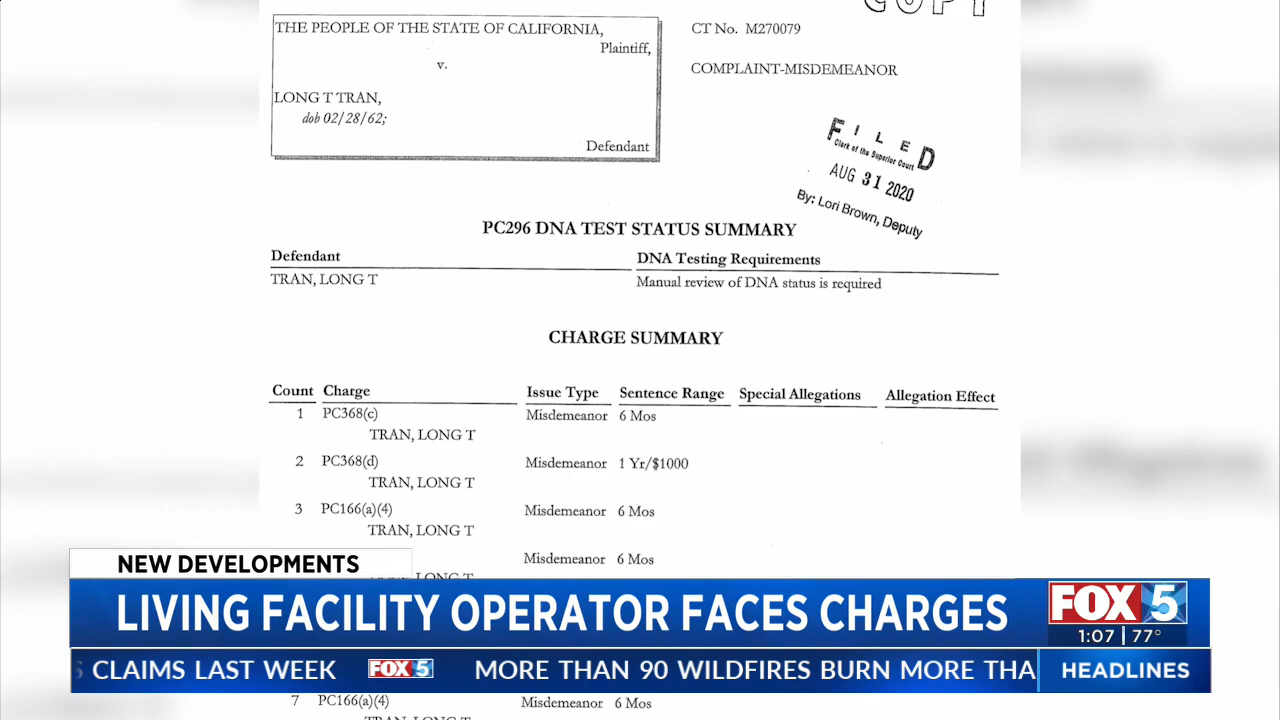 COPY
THE PEOPLE OF THE STATE OF CALIFORNIA,
Plaintiff,
v.
LONG T TRAN,
dob 02/28/62;
Defendant
CT No. M270079
COMPLAINT-MISDEMEANOR
FILED
Clerk of the Superior Court
AUG 31 2020
By: Lori Brown, Deputy
PC296 DNA TEST STATUS SUMMARY
Defendant DNA Testing Requirements
TRAN, LONG T Manual review of DNA status is required
CHARGE SUMMARY
Count Charge Issue Type Sentence Range Special Allegations Allegation Effect
1 PC368(c) Misdemeanor 6 Mos
TRAN, LONG T
2 PC368(d) Misdemeanor 1 Yr/$1000
TRAN, LONG T
3 PC166(a)(4) Misdemeanor 6 Mos
TRAN, LONG T
Misdemeanor 6 Mos
LONG T
NEW DEVELOPMENTS
LIVING FACILITY OPERATOR FACES CHARGES
FOX 5
1:07 | 77°
S CLAIMS LAST WEEK FOX 5 MORE THAN 90 WILDFIRES BURN MORE THA
HEADLINES
7 PC166(a)(4) Misdemeanor 6 Mos
TRAN, LONG T